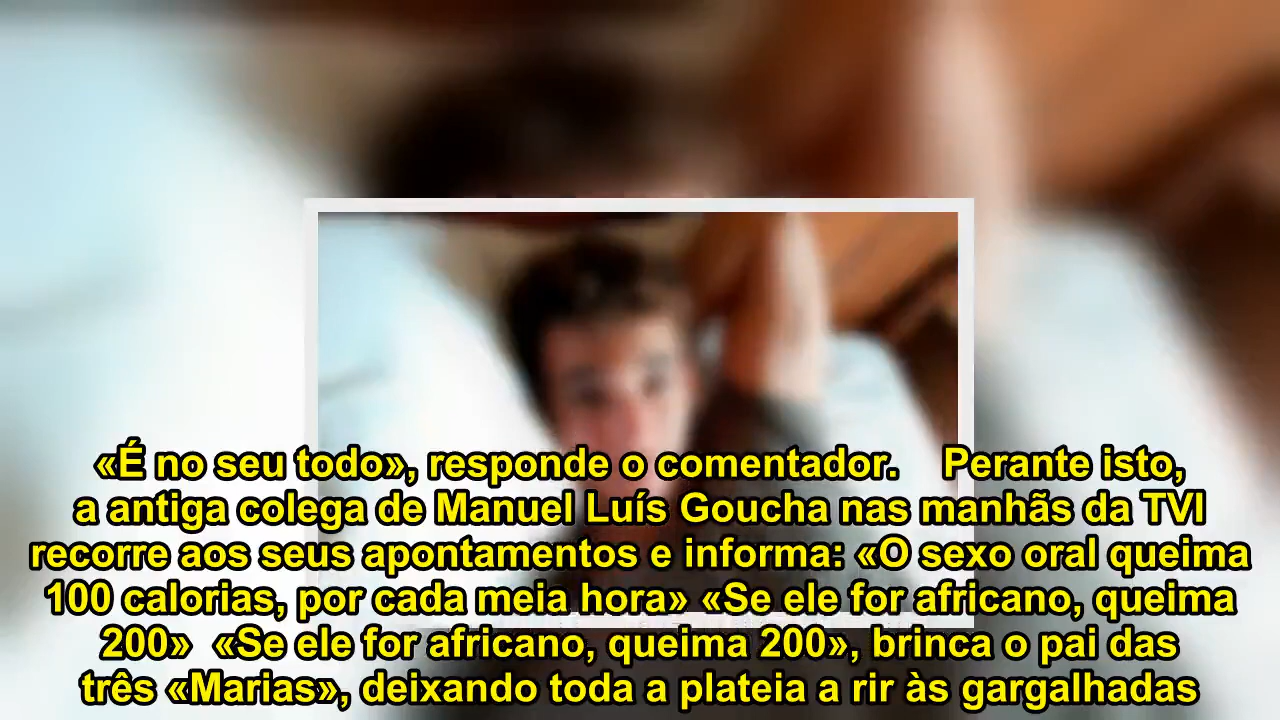 «É no seu todo», responde o comentador. Perante isto,
a antiga colega de Manuel Luís Goucha nas manhãs da TVI
recorre aos seus apontamentos e informa: «O sexo oral queima
100 calorias, por cada meia hora» «Se ele for africano, queima
200» «Se ele for africano, queima 200», brinca o pai das
três «Marias», deixando toda a plateia a rir às gargalhadas